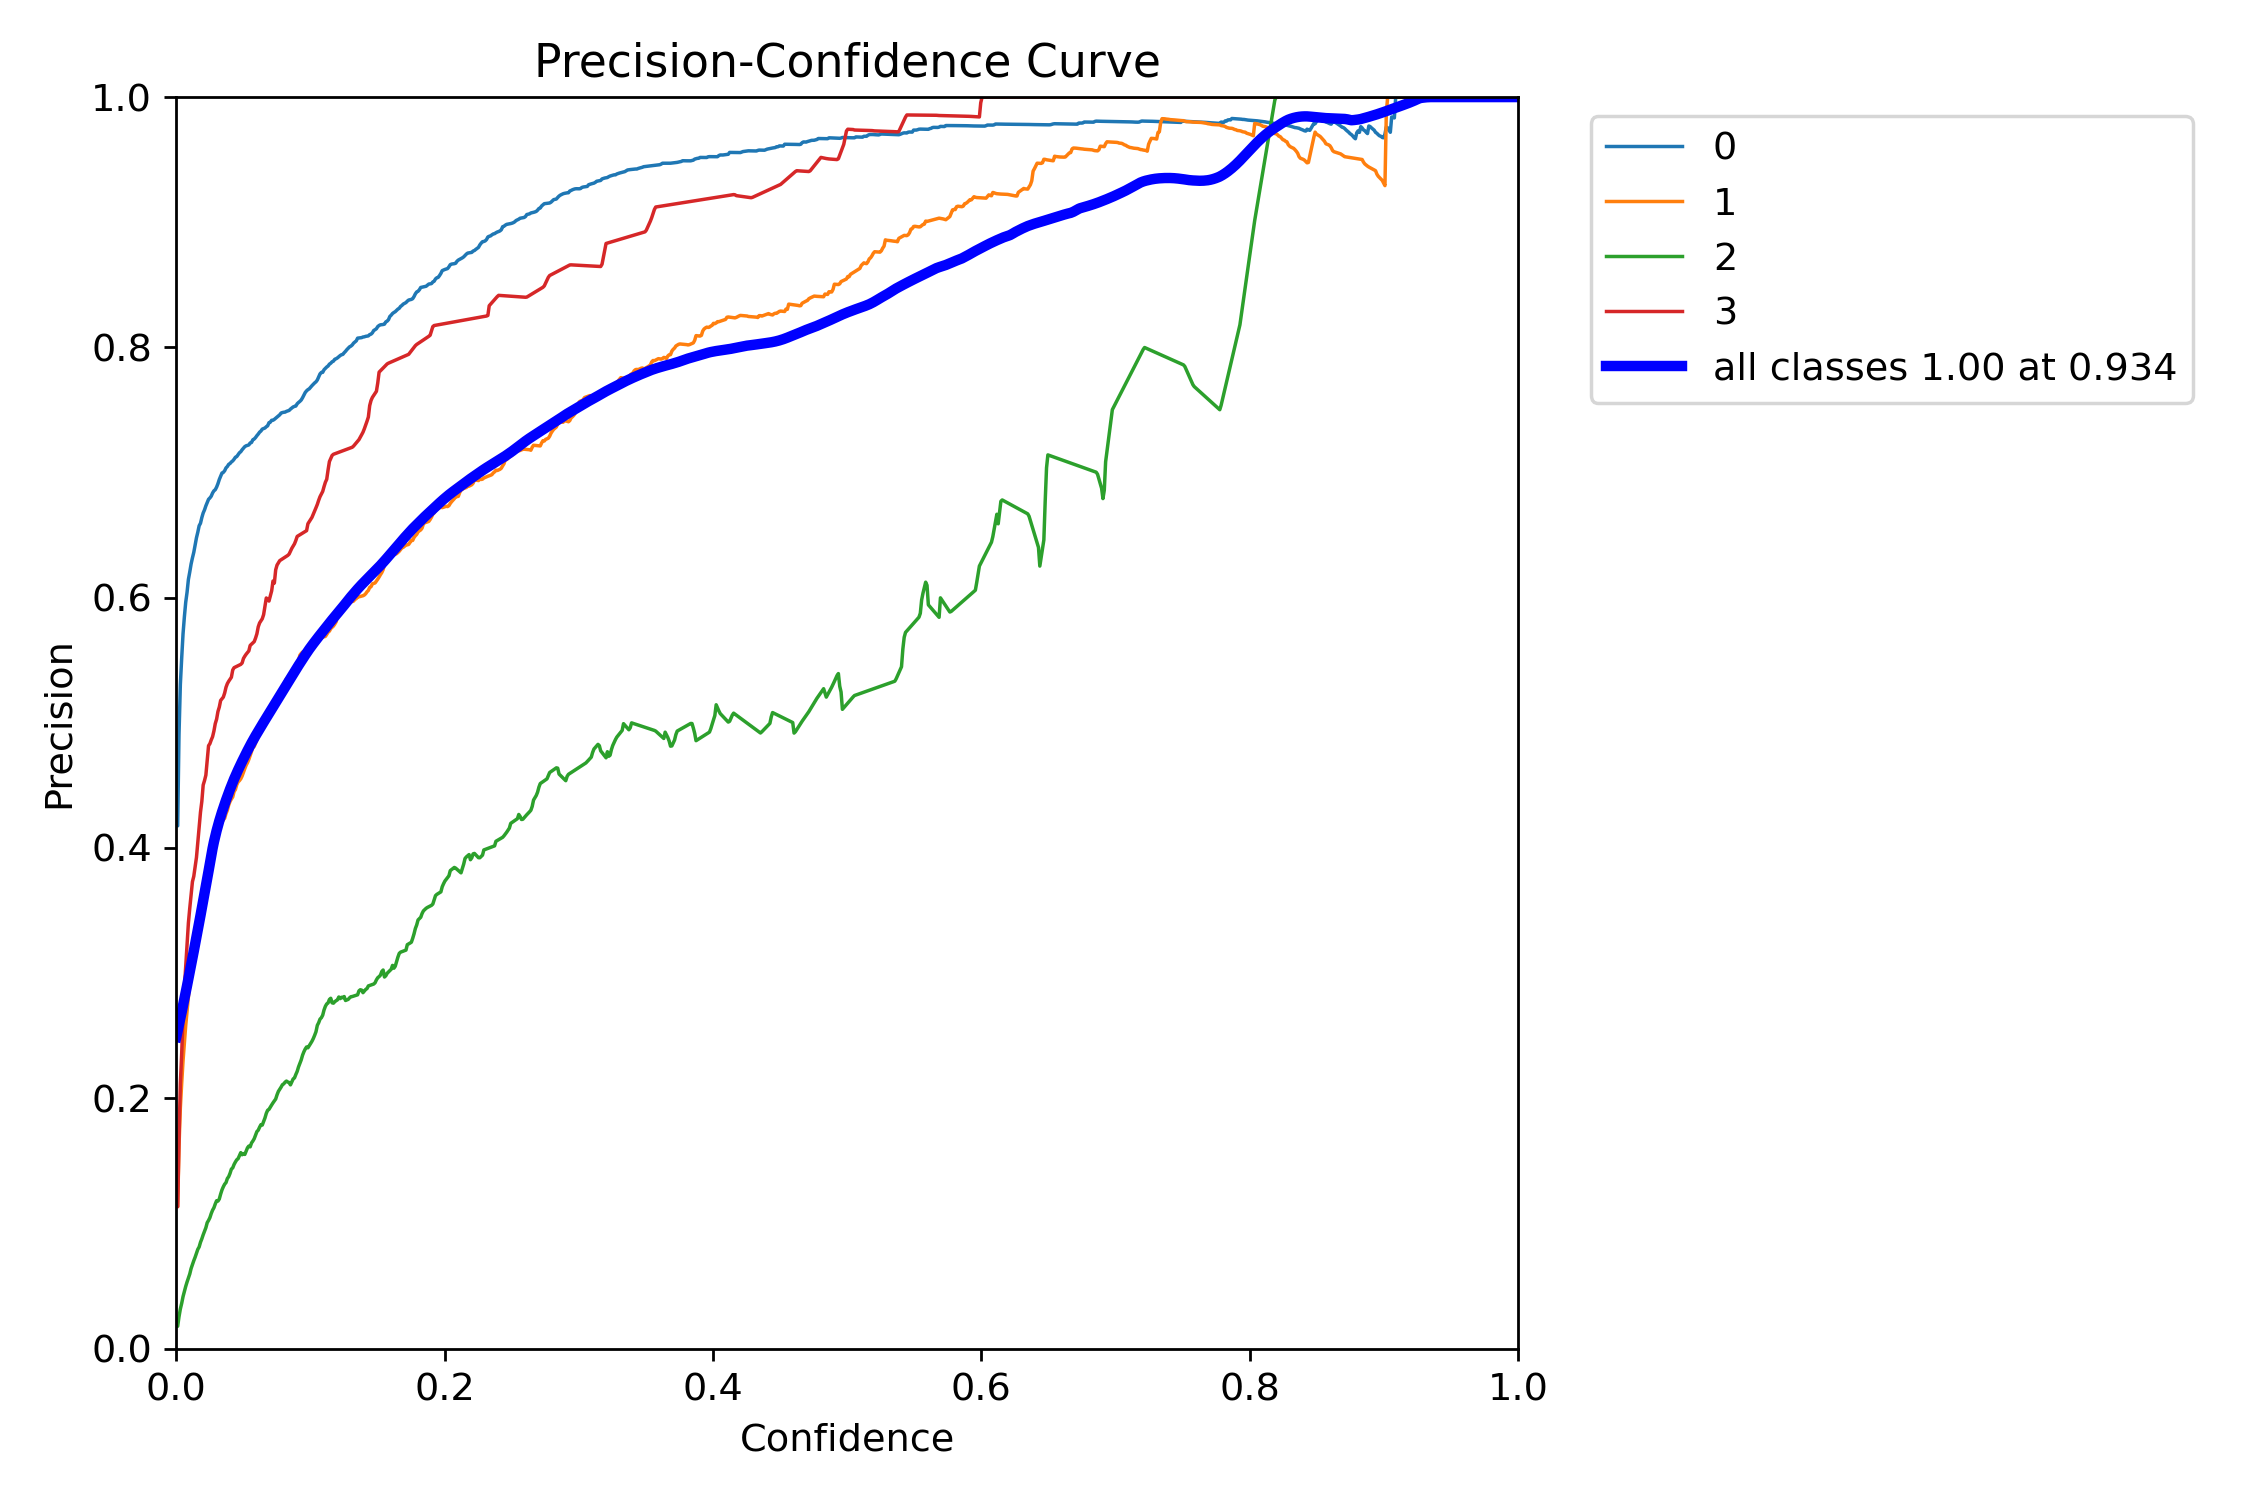 Precision-Confidence Curve
1.0
0.8
0.6
0.4
0.2
0.0
Precision
0.0 0.2 0.4 0.6 0.8 1.0
Confidence
0
1
2
3
all classes 1.00 at 0.934